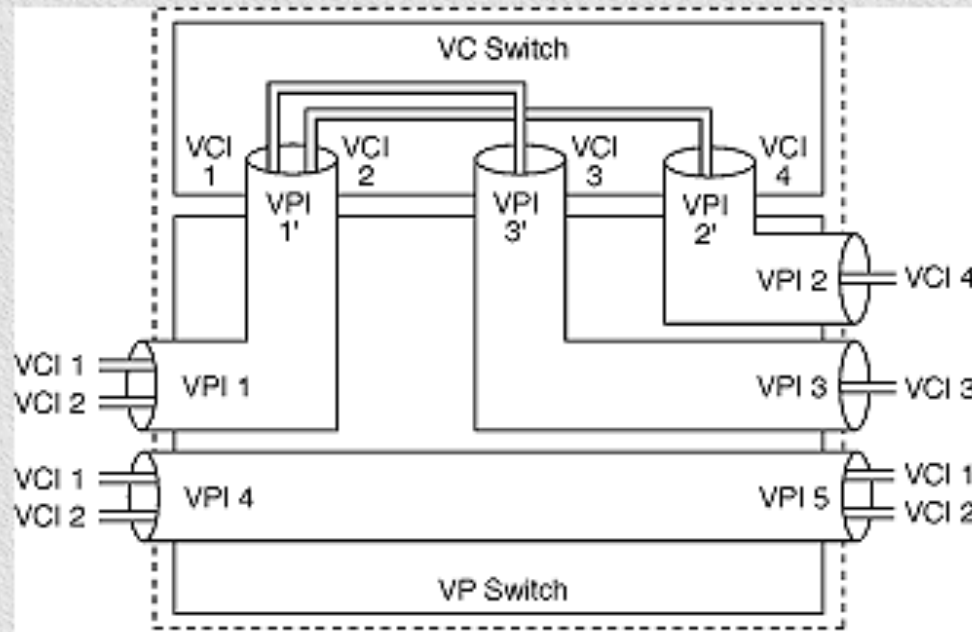 VC Switch
VCI
1
VCI
2
VCI
3
VCI
4
VPI
1'
VPI
3'
VPI
2'
VPI 2
VCI 4
VCI 1
VCI 2
VPI 1
VPI 3
VCI 3
VCI 1
VCI 2
VPI 4
VPI 5
VCI 1
VCI 2
VP Switch